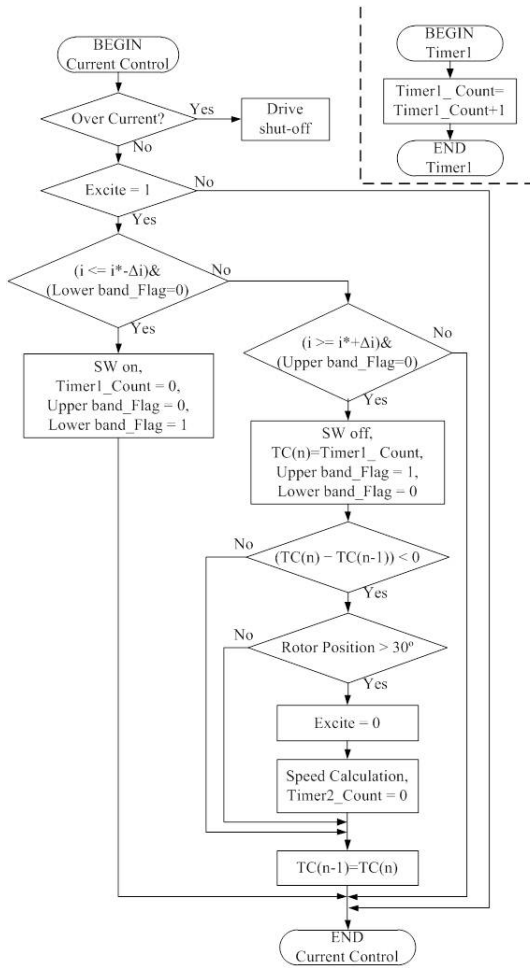 BEGIN
Current Control
Over Current?
Yes
Drive
shut-off
No
Excite = 1
No
Yes
(i <= i*-Δi)&
(Lower band_Flag=0)
No
Yes
SW on,
Timer1_Count = 0,
Upper band_Flag = 0,
Lower band_Flag = 1
(i >= i*+Δi)&
(Upper band_Flag=0)
No
Yes
SW off,
TC(n)=Timer1_ Count,
Upper band_Flag = 1,
Lower band_Flag = 0
No
(TC(n) − TC(n-1)) < 0
Yes
No
Rotor Position > 30º
Yes
Excite = 0
Speed Calculation,
Timer2_Count = 0
TC(n-1)=TC(n)
END
Current Control
BEGIN
Timer1
Timer1_ Count=
Timer1_Count+1
END
Timer1